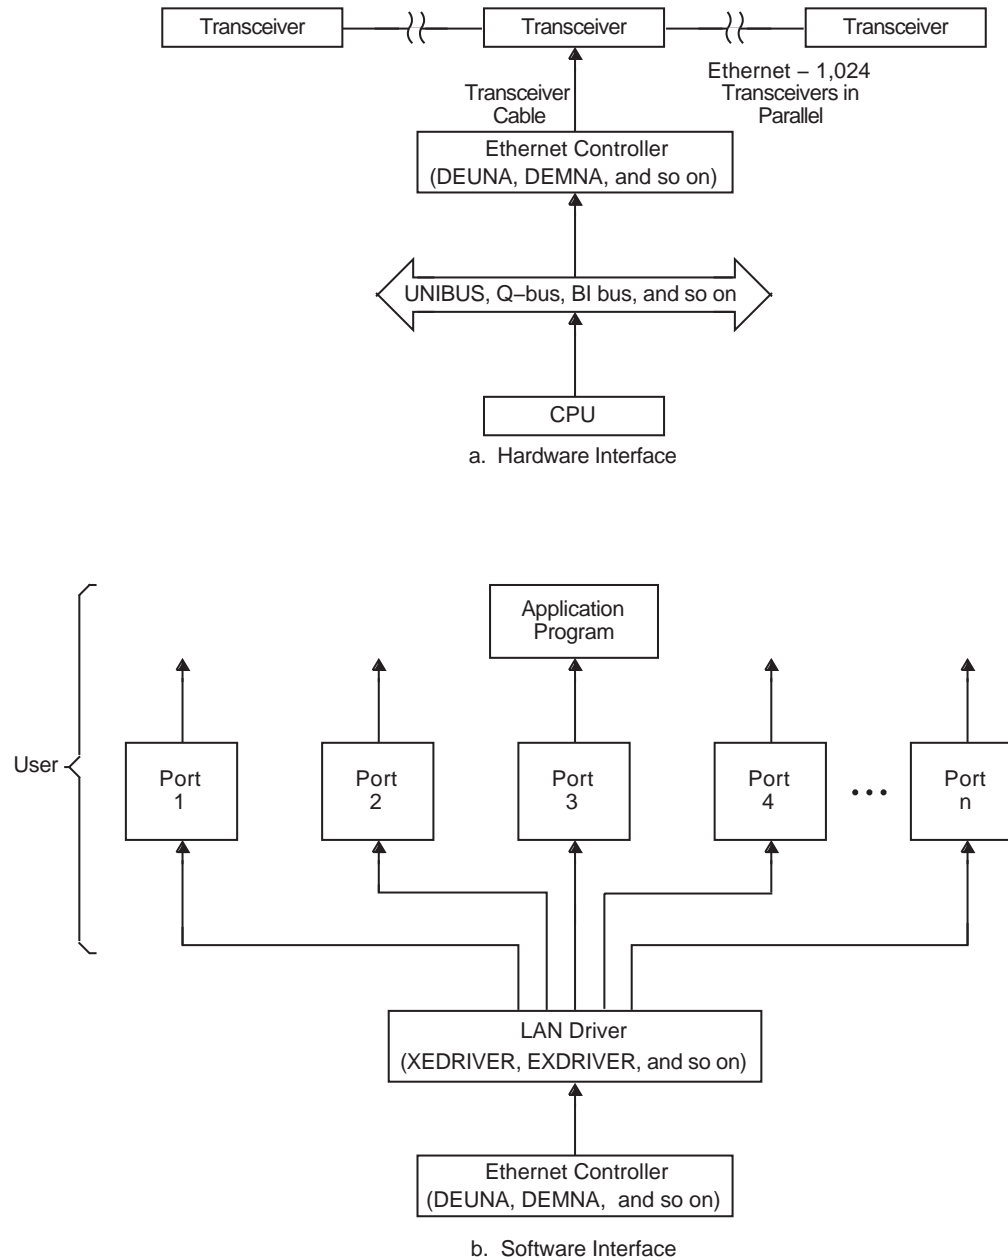 Transceiver
Transceiver
Transceiver
Ethernet – 1,024
Transceivers in
Parallel
Transceiver
Cable
Ethernet Controller
(DEUNA, DEMNA, and so on)
UNIBUS, Q–bus, BI bus, and so on
CPU
a. Hardware Interface
Application
Program
User
Port
1
Port
2
Port
3
Port
4
•••
Port
n
LAN Driver
(XEDRIVER, EXDRIVER, and so on)
Ethernet Controller
(DEUNA, DEMNA, and so on)
b. Software Interface